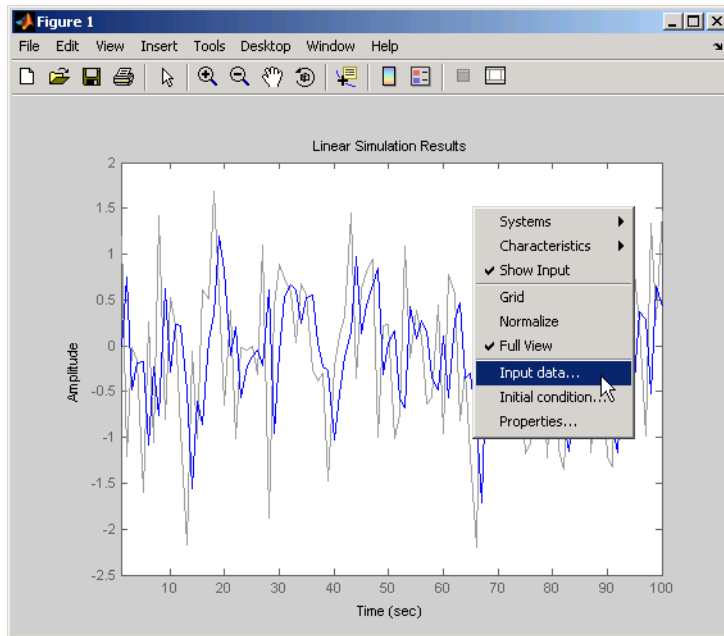 Figure 1
File Edit View Insert Tools Desktop Window Help
Linear Simulation Results
2
1.5
1
0.5
0
-0.5
-1
-1.5
-2
-2.5
Amplitude
10 20 30 40 50 60 70 80 90 100
Time (sec)
Systems
Characteristics
Show Input
Grid
Normalize
Full View
Input data...
Initial condition...
Properties...